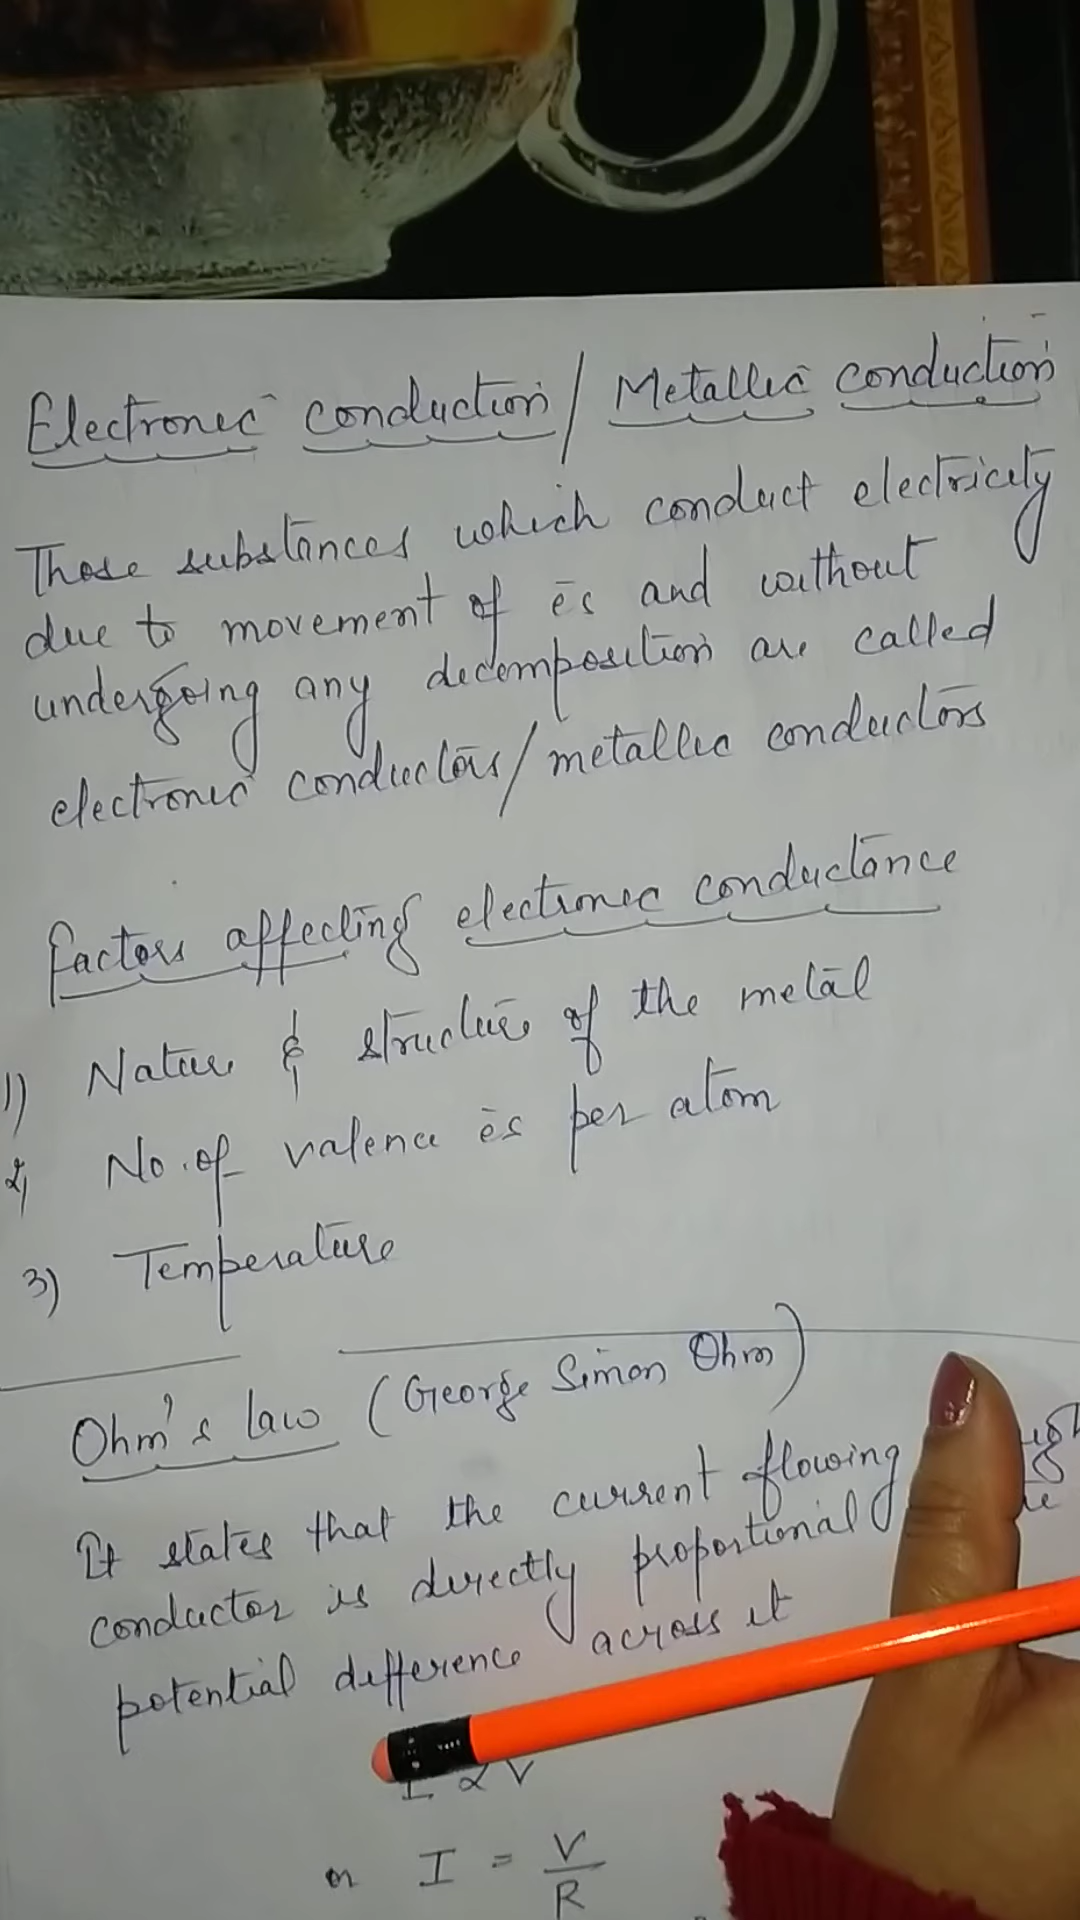 Electronic conduction / Metallic conduction
Those substances which conduct electricity
due to movement of ēs and without
undergoing any decomposition are called
electronic conductors/metallic conductors
factors affecting electronic conductance
1) Nature & structure of the metal
2, No. of valence ēs per atom
3) Temperature
Ohm's law (George Simon Ohm)
It states that the current flowing
conductor is directly proportional
potential difference across it
I ∝ V
or I = V/R